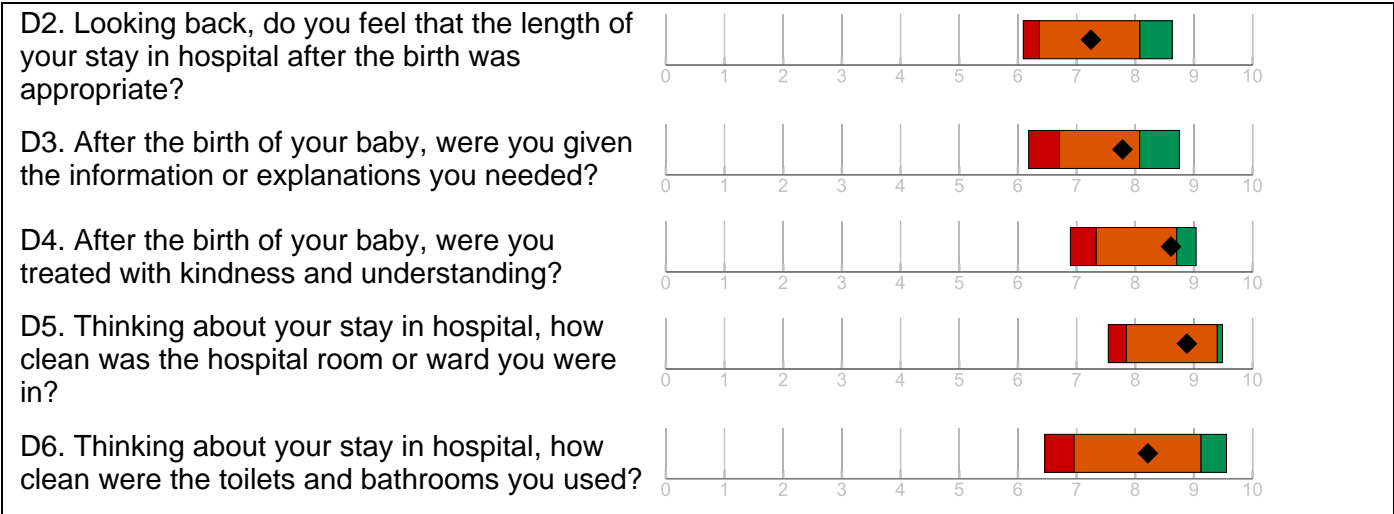 D2. Looking back, do you feel that the length of
your stay in hospital after the birth was
appropriate?
0 1 2 3 4 5 6 7 8 9 10
D3. After the birth of your baby, were you given
the information or explanations you needed?
0 1 2 3 4 5 6 7 8 9 10
D4. After the birth of your baby, were you
treated with kindness and understanding?
0 1 2 3 4 5 6 7 8 9 10
D5. Thinking about your stay in hospital, how
clean was the hospital room or ward you were
in?
0 1 2 3 4 5 6 7 8 9 10
D6. Thinking about your stay in hospital, how
clean were the toilets and bathrooms you used?
0 1 2 3 4 5 6 7 8 9 10